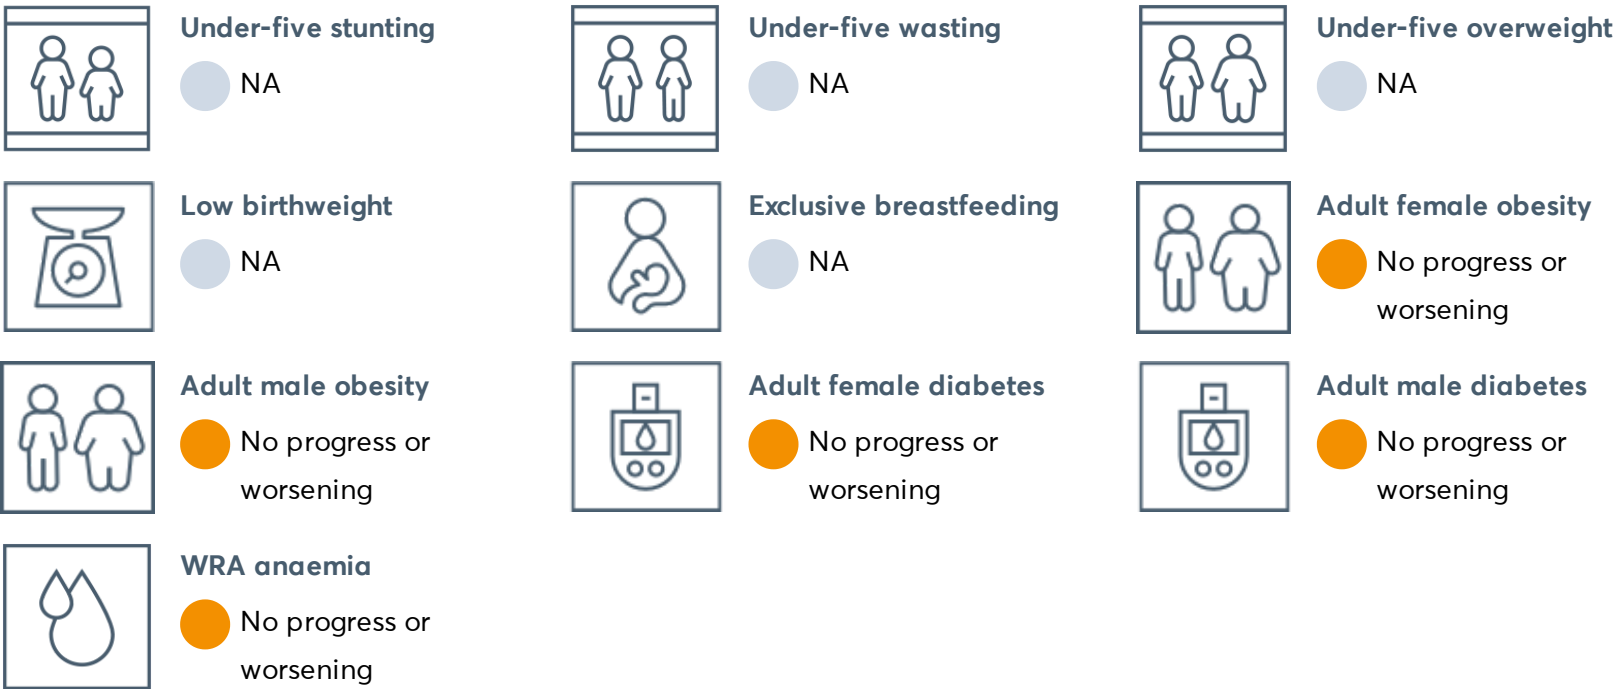 Under-five stunting
NA
Under-five wasting
NA
Under-five overweight
NA
Low birthweight
NA
Exclusive breastfeeding
NA
Adult female obesity
No progress or
worsening
Adult male obesity
No progress or
worsening
Adult female diabetes
No progress or
worsening
Adult male diabetes
No progress or
worsening
WRA anaemia
No progress or
worsening